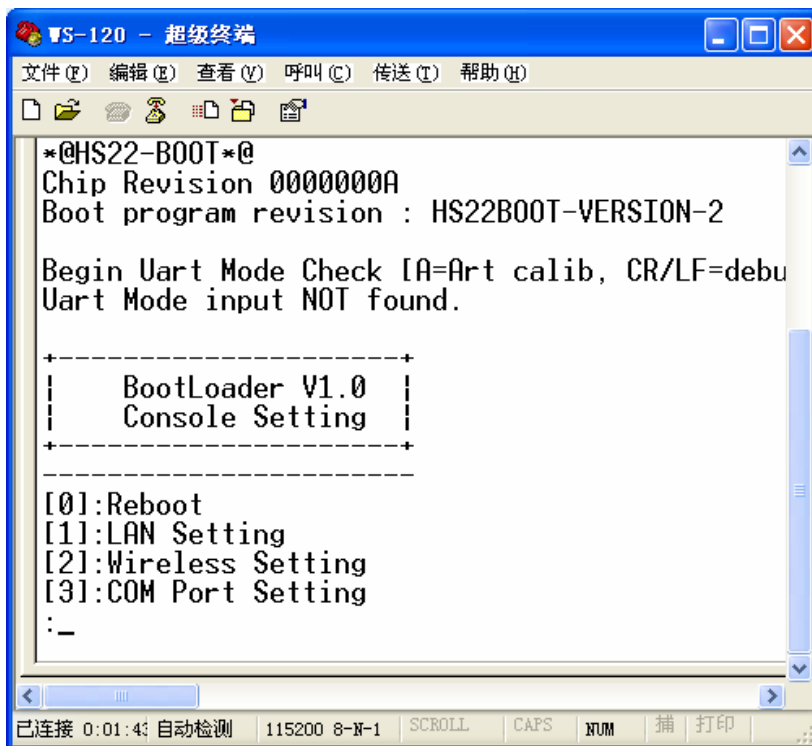 WS-120 - 超级终端
文件(F) 编辑(E) 查看(V) 呼叫(C) 传送(T) 帮助(H)
*@HS22-BOOT*@
Chip Revision 0000000A
Boot program revision : HS22BOOT-VERSION-2
Begin Uart Mode Check [A=Art calib, CR/LF=debu
Uart Mode input NOT found.
+---------------------+
¦    BootLoader V1.0  ¦
¦    Console Setting  ¦
+---------------------+
-----------------------
[0]:Reboot
[1]:LAN Setting
[2]:Wireless Setting
[3]:COM Port Setting
:_
已连接 0:01:43 自动检测 115200 8-N-1 SCROLL CAPS NUM 捕 打印